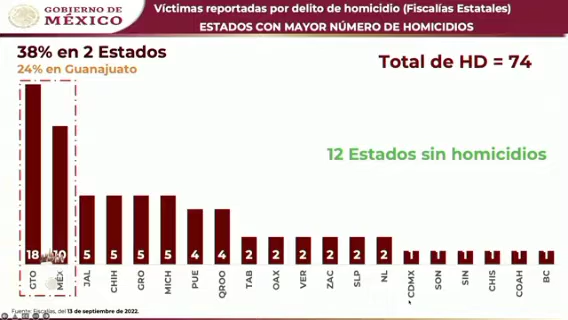 GOBIERNO DE
MÉXICO
Víctimas reportadas por delito de homicidio (Fiscalías Estatales)
ESTADOS CON MAYOR NÚMERO DE HOMICIDIOS
38% en 2 Estados
24% en Guanajuato
Total de HD = 74
12 Estados sin homicidios
18 10 5 5 5 5 4 4 2 2 2 2 2 2 1 1 1 1 1 1
GTO MÉX JAL CHIH GRO MICH PUE QROO TAB OAX VER ZAC SLP NL CDMX SON SIN CHIS COAH BC
Fuente: Fiscalías, del 13 de septiembre de 2022.